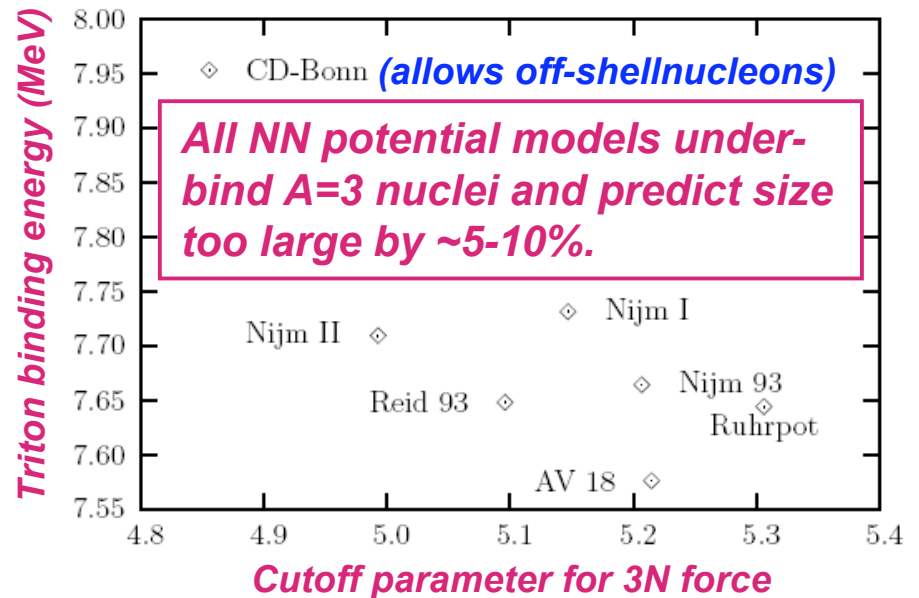 Triton binding energy (MeV)
8.00
7.95
7.90
7.85
7.80
7.75
7.70
7.65
7.60
7.55
CD-Bonn (allows off-shellnucleons)
All NN potential models under-
bind A=3 nuclei and predict size
too large by ~5-10%.
Nijm I
Nijm II
Nijm 93
Reid 93
Ruhrpot
AV 18
4.8 4.9 5.0 5.1 5.2 5.3 5.4
Cutoff parameter for 3N force